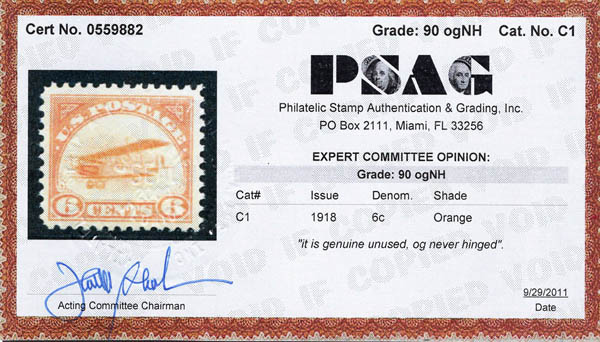 Cert No. 0559882
Grade: 90 ogNH Cat. No. C1
PSAG
Philatelic Stamp Authentication & Grading, Inc.
PO Box 2111, Miami, FL 33256
U.S. POSTAGE
6 CENTS 6
EXPERT COMMITTEE OPINION:
Grade: 90 ogNH
Cat# Issue Denom. Shade
C1 1918 6c Orange
"it is genuine unused, og never hinged".
Acting Committee Chairman
9/29/2011
Date
VOID IF COPIED